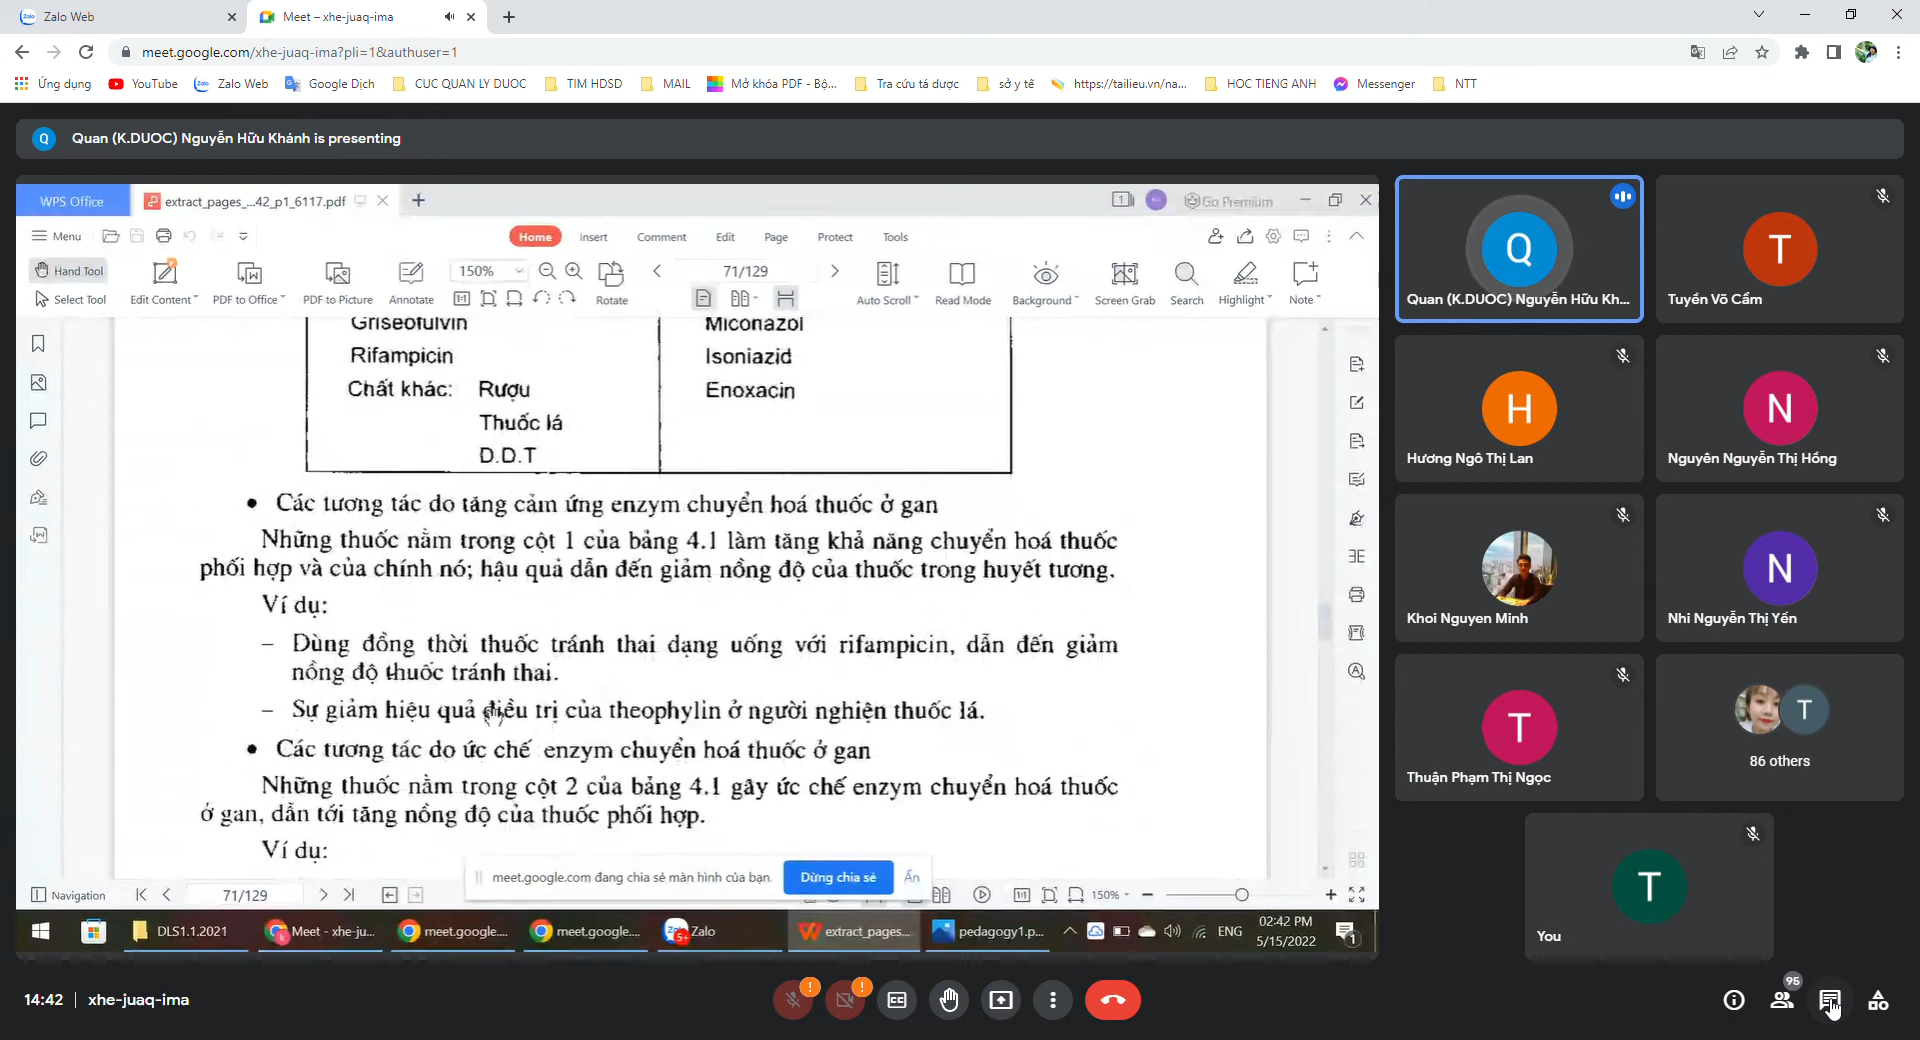 Zalo Web
Meet – xhe-juaq-ima
meet.google.com/xhe-juaq-ima?pli=1&authuser=1
Ứng dụng YouTube Zalo Web Google Dịch CUC QUAN LY DUOC TIM HDSD MAIL Mở khóa PDF - Bộ... Tra cứu tá dược sở y tế https://tailieu.vn/na... HOC TIENG ANH Messenger NTT
Q Quan (K.DUOC) Nguyễn Hữu Khánh is presenting
WPS Office extract_pages_...42_p1_6117.pdf 1 Go Premium
Menu Home Insert Comment Edit Page Protect Tools
Hand Tool 150% 71/129
Select Tool Edit Content PDF to Office PDF to Picture Annotate Rotate Auto Scroll Read Mode Background Screen Grab Search Highlight Note
Griseofulvin Miconazol
Rifampicin Isoniazid
Chất khác: Rượu Enoxacin
Thuốc lá
D.D.T
• Các tương tác do tăng cảm ứng enzym chuyển hoá thuốc ở gan
Những thuốc nằm trong cột 1 của bảng 4.1 làm tăng khả năng chuyển hoá thuốc
phối hợp và của chính nó; hậu quả dẫn đến giảm nồng độ của thuốc trong huyết tương.
Ví dụ:
– Dùng đồng thời thuốc tránh thai dạng uống với rifampicin, dẫn đến giảm
nồng độ thuốc tránh thai.
– Sự giảm hiệu quả điều trị của theophylin ở người nghiện thuốc lá.
• Các tương tác do ức chế enzym chuyển hoá thuốc ở gan
Những thuốc nằm trong cột 2 của bảng 4.1 gây ức chế enzym chuyển hoá thuốc
ở gan, dẫn tới tăng nồng độ của thuốc phối hợp.
Ví dụ:
meet.google.com đang chia sẻ màn hình của bạn. Dừng chia sẻ Ẩn
Navigation 71/129 150%
DLS1.1.2021 Meet - xhe-ju... meet.google.... meet.google.... 5+ Zalo extract_pages... pedagogy1.p... ENG 02:42 PM
5/15/2022 1
Q
Quan (K.DUOC) Nguyễn Hữu Kh...
T
Tuyền Võ Cẩm
H
Hương Ngô Thị Lan
N
Nguyên Nguyễn Thị Hồng
Khoi Nguyen Minh
N
Nhi Nguyễn Thị Yến
T
Thuận Phạm Thị Ngọc
T
86 others
T
You
14:42 | xhe-juaq-ima
! !
95